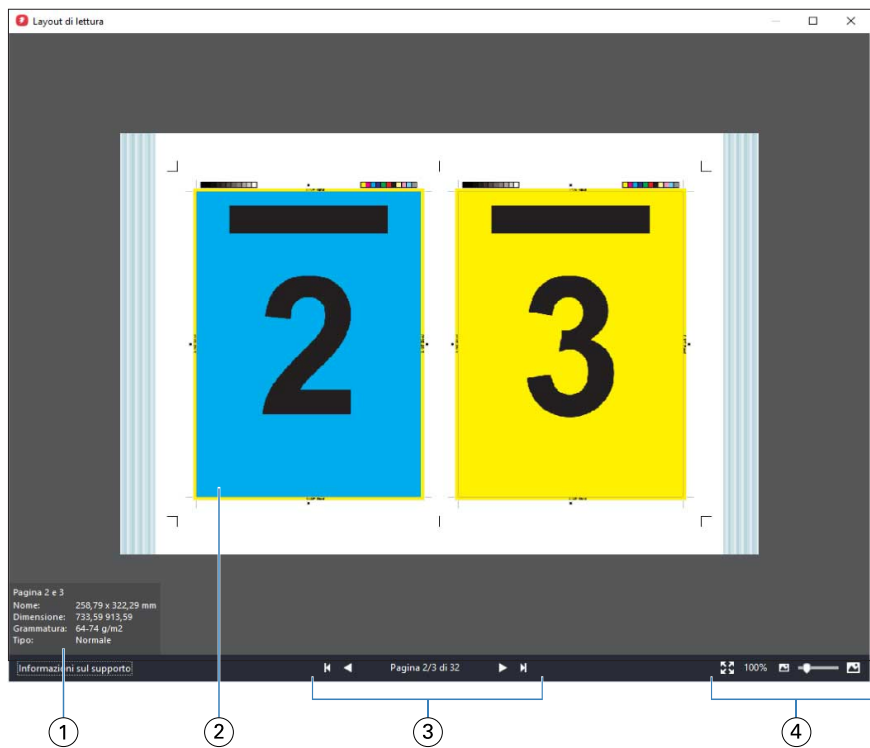 Layout di lettura
2 3
Pagina 2 e 3
Nome: 258,79 x 322,29 mm
Dimensione: 733,59 913,59
Grammatura: 64-74 g/m2
Tipo: Normale
Informazioni sul supporto Pagina 2/3 di 32 100%
1 2 3 4